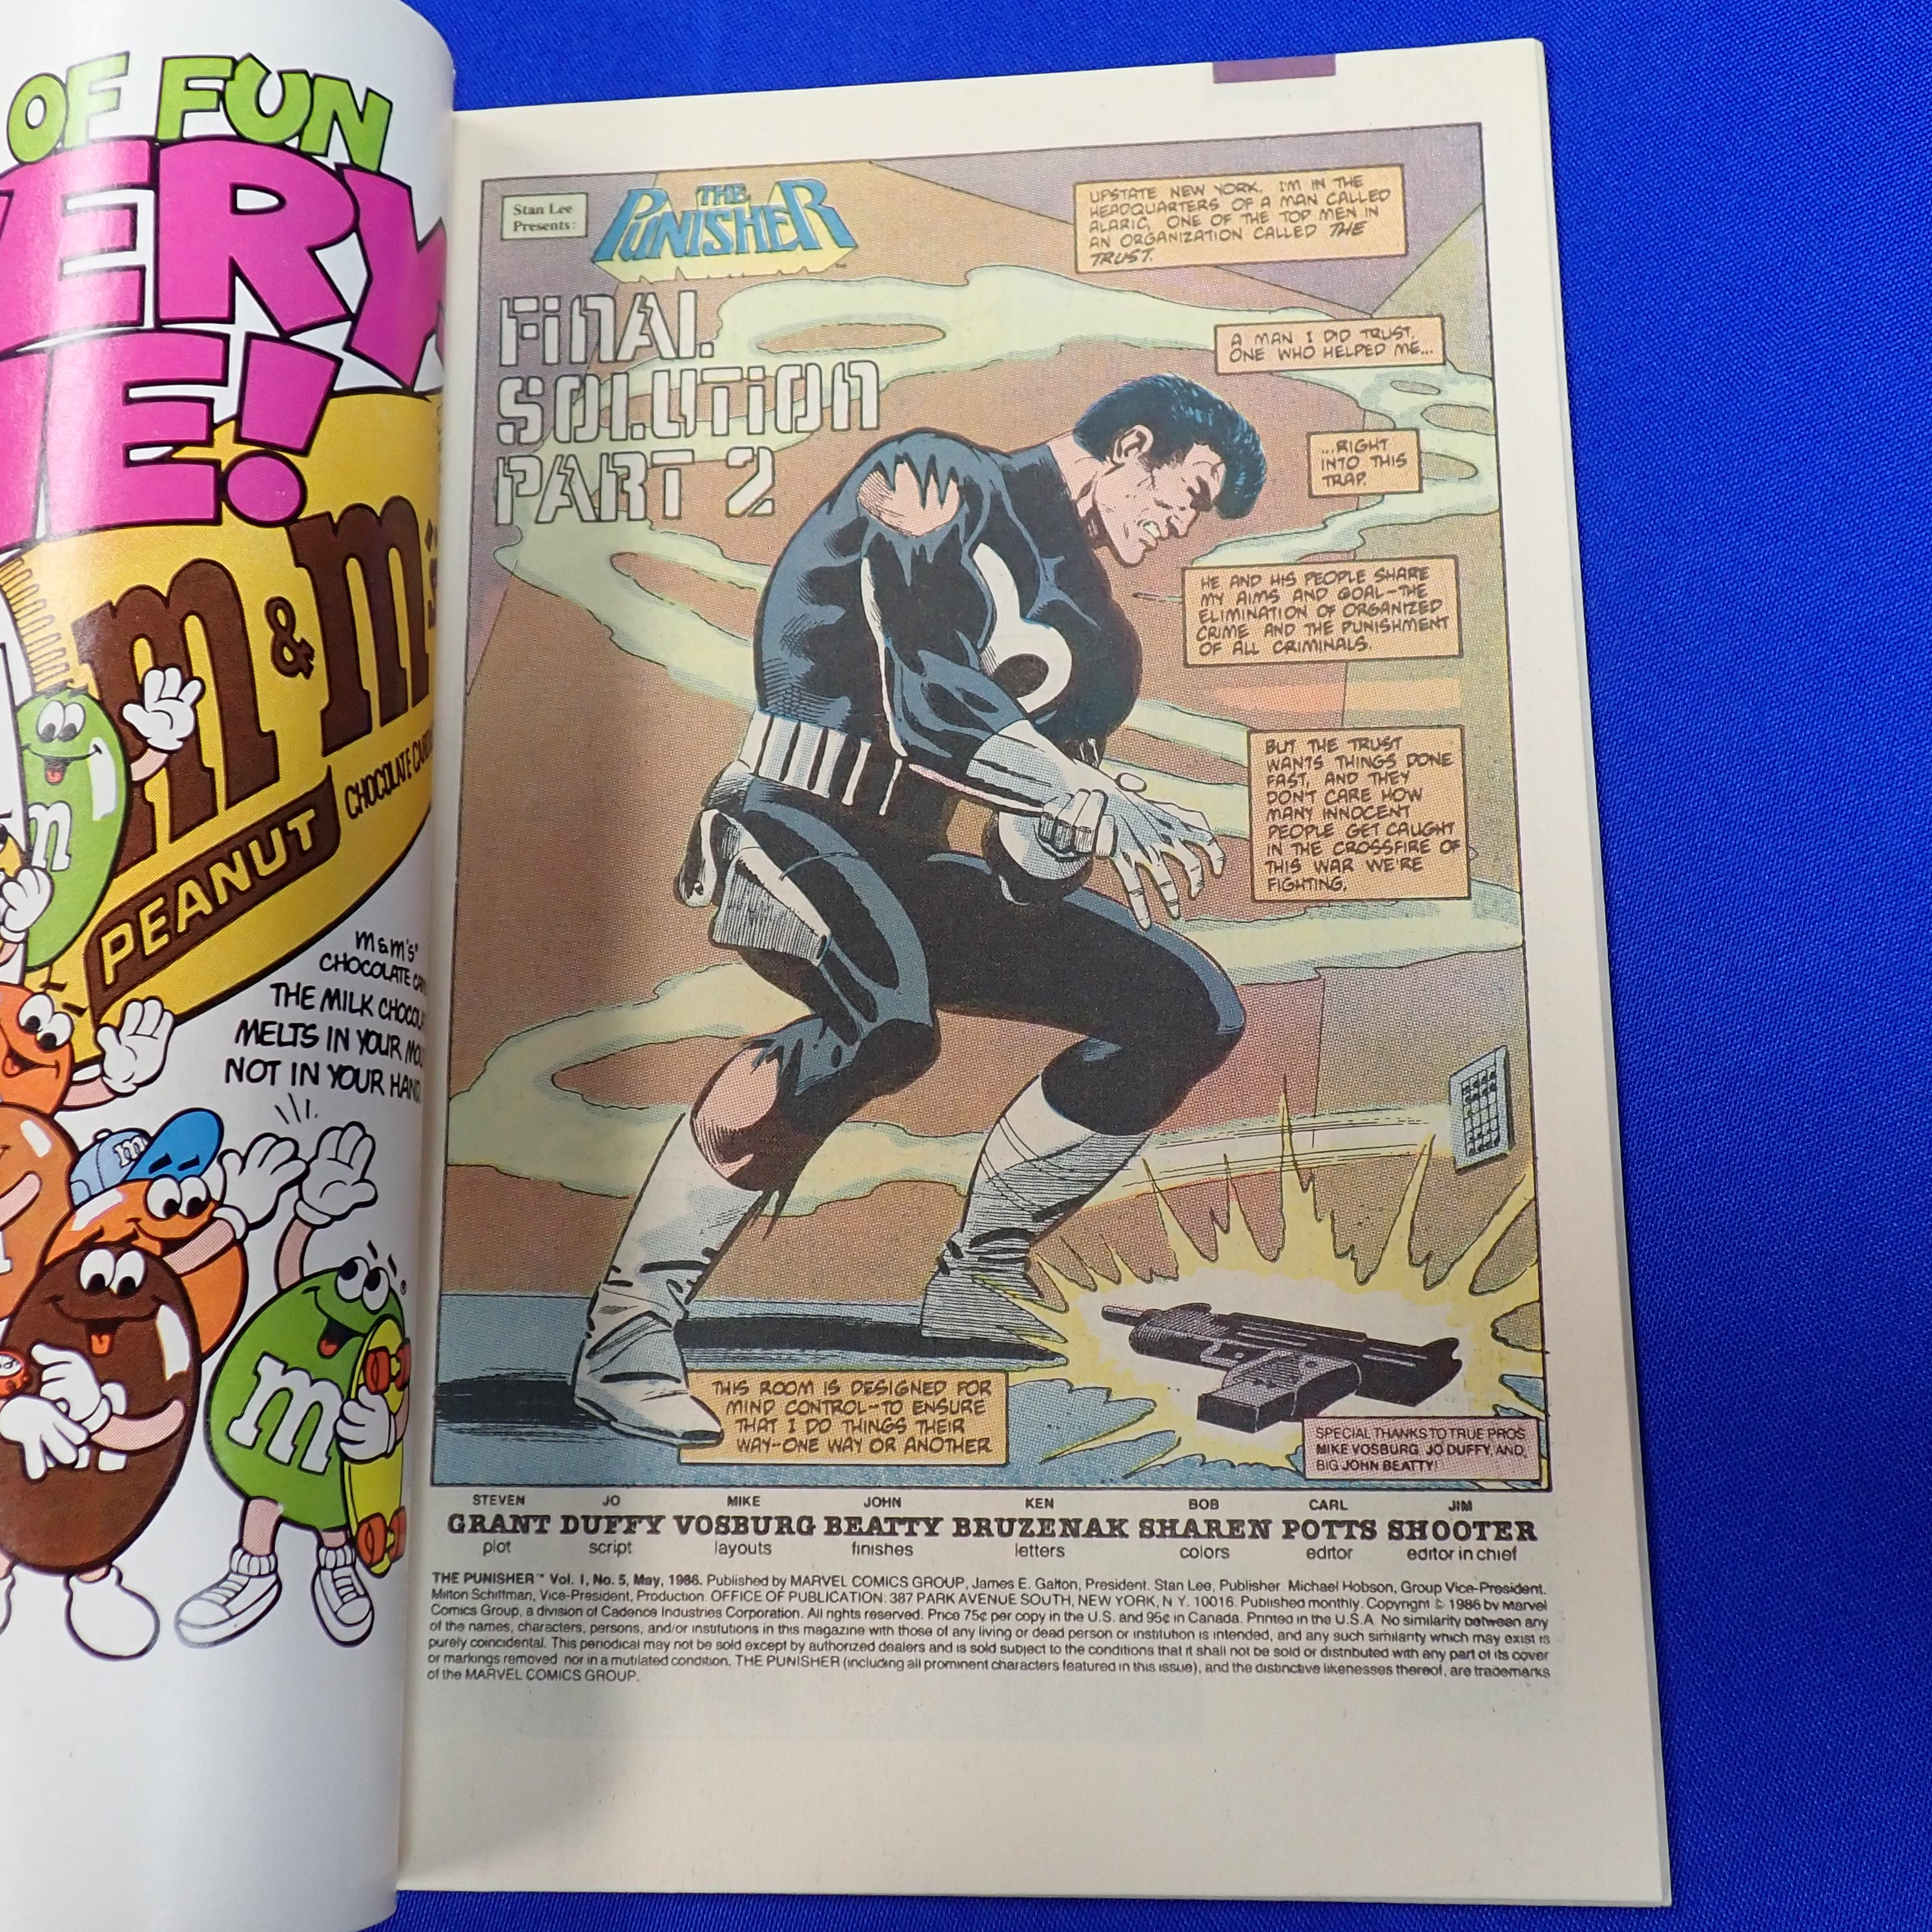 OF FUN
m&m's
PEANUT
m&m's
CHOCOLATE
THE MILK
MELTS IN YOUR
NOT IN YOUR HAND.
m
m
m
Stan Lee
Presents:
THE
PUNISHER
FINAL
SOLUTION
PART 2
UPSTATE NEW YORK. I'M IN THE
HEADQUARTERS OF A MAN CALLED
ALARIC, ONE OF THE TOP MEN IN
AN ORGANIZATION CALLED THE
TRUST.
A MAN I DID TRUST,
ONE WHO HELPED ME...
...RIGHT
INTO THIS
TRAP.
HE AND HIS PEOPLE SHARE
MY AIMS AND GOAL--THE
ELIMINATION OF ORGANIZED
CRIME AND THE PUNISHMENT
OF ALL CRIMINALS.
BUT THE TRUST
WANTS THINGS DONE
FAST, AND THEY
DON'T CARE HOW
MANY INNOCENT
PEOPLE GET CAUGHT
IN THE CROSSFIRE OF
THIS WAR WE'RE
FIGHTING.
THIS ROOM IS DESIGNED FOR
MIND CONTROL--TO ENSURE
THAT I DO THINGS THEIR
WAY--ONE WAY OR ANOTHER.
SPECIAL THANKS TO TRUE PROS
MIKE VOSBURG, JO DUFFY, AND,
BIG JOHN BEATTY!
STEVEN JO MIKE JOHN KEN BOB CARL JIM
GRANT DUFFY VOSBURG BEATTY BRUZENAK SHAREN POTTS SHOOTER
plot script layouts finishes letters colors editor editor in chief
THE PUNISHER™ Vol. 1, No. 5, May, 1986. Published by MARVEL COMICS GROUP, James E. Galton, President. Stan Lee, Publisher. Michael Hobson, Group Vice-President.
Milton Schiffman, Vice-President, Production. OFFICE OF PUBLICATION: 387 PARK AVENUE SOUTH, NEW YORK, N.Y. 10016. Published monthly. Copyright © 1986 by Marvel
Comics Group, a division of Cadence Industries Corporation. All rights reserved. Price 75¢ per copy in the U.S. and 95¢ in Canada. Printed in the U.S.A. No similarity between any
of the names, characters, persons, and/or institutions in this magazine with those of any living or dead person or institution is intended, and any such similarity which may exist is
purely coincidental. This periodical may not be sold except by authorized dealers and is sold subject to the conditions that it shall not be sold or distributed with any part of its cover
or markings removed, nor in a mutilated condition. THE PUNISHER (including all prominent characters featured in this issue), and the distinctive likenesses thereof, are trademarks
of the MARVEL COMICS GROUP.